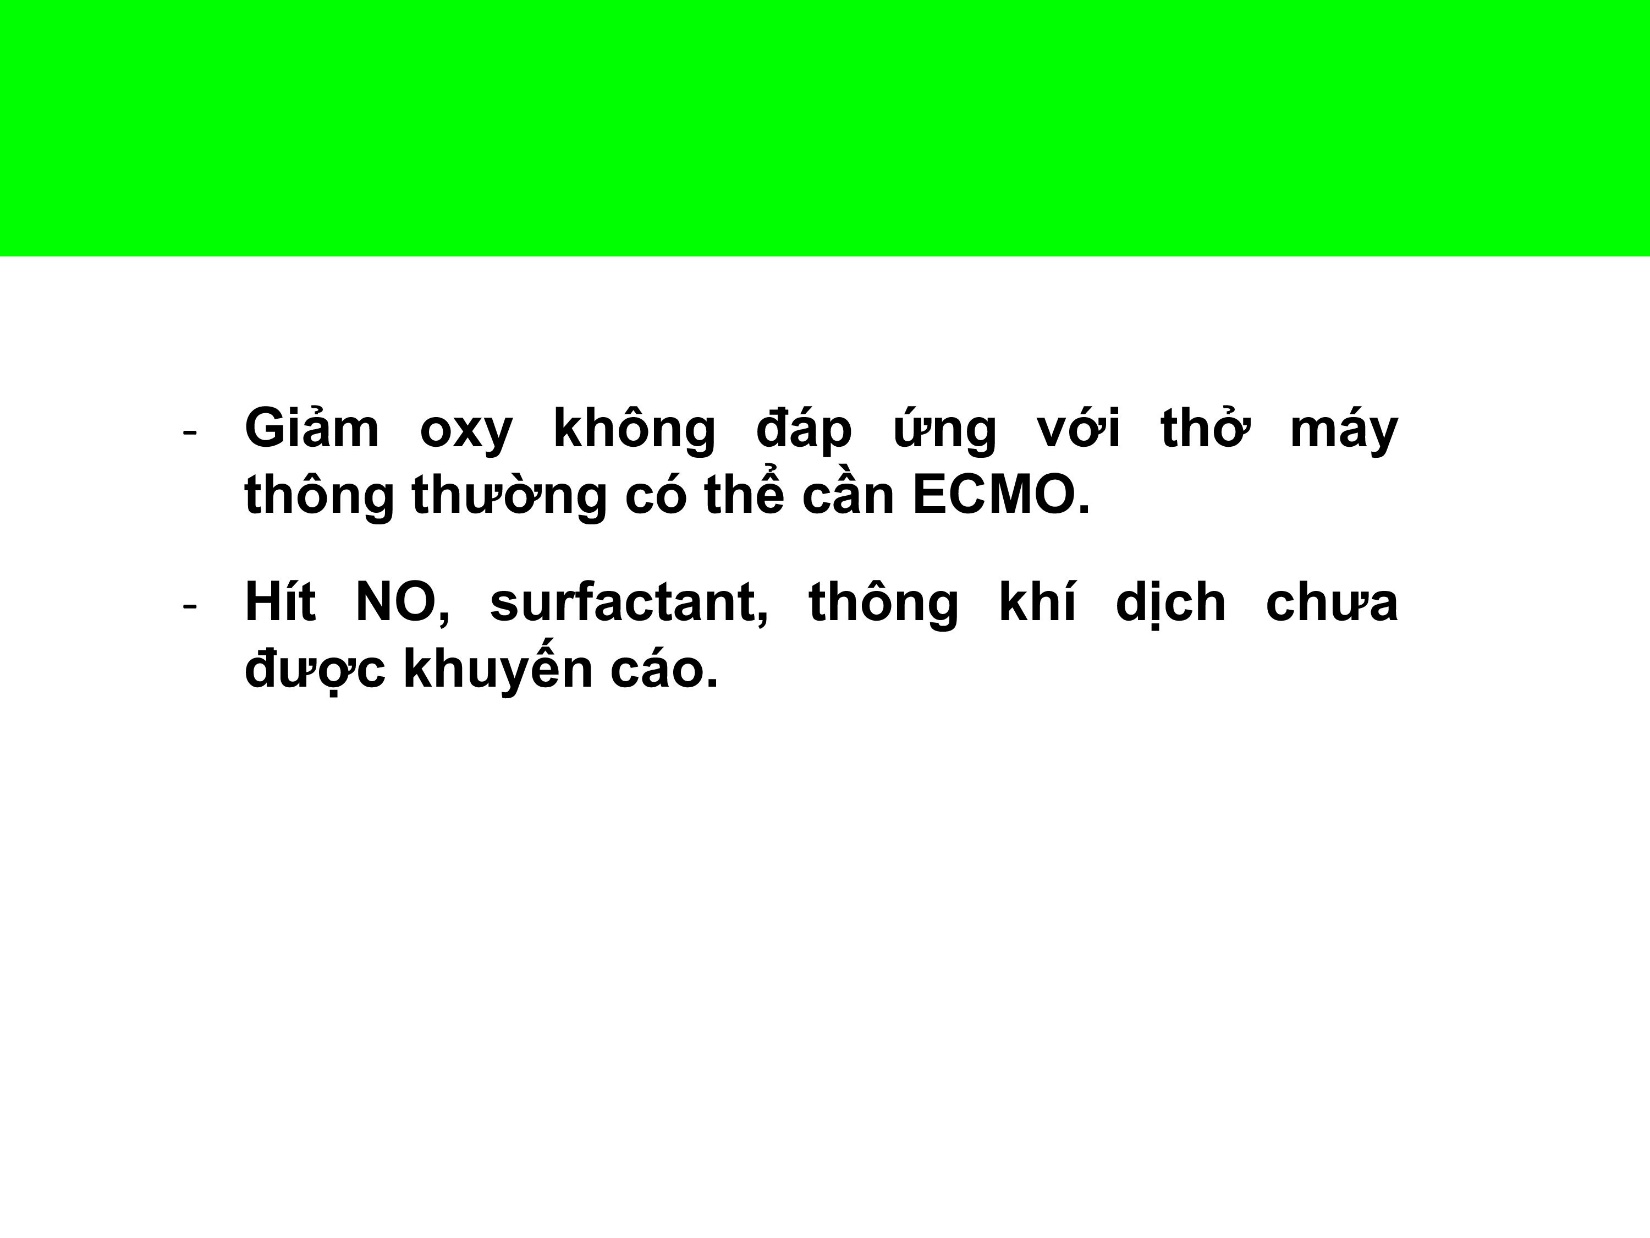 - Giảm oxy không đáp ứng với thở máy
thông thường có thể cần ECMO.
- Hít NO, surfactant, thông khí dịch chưa
được khuyến cáo.